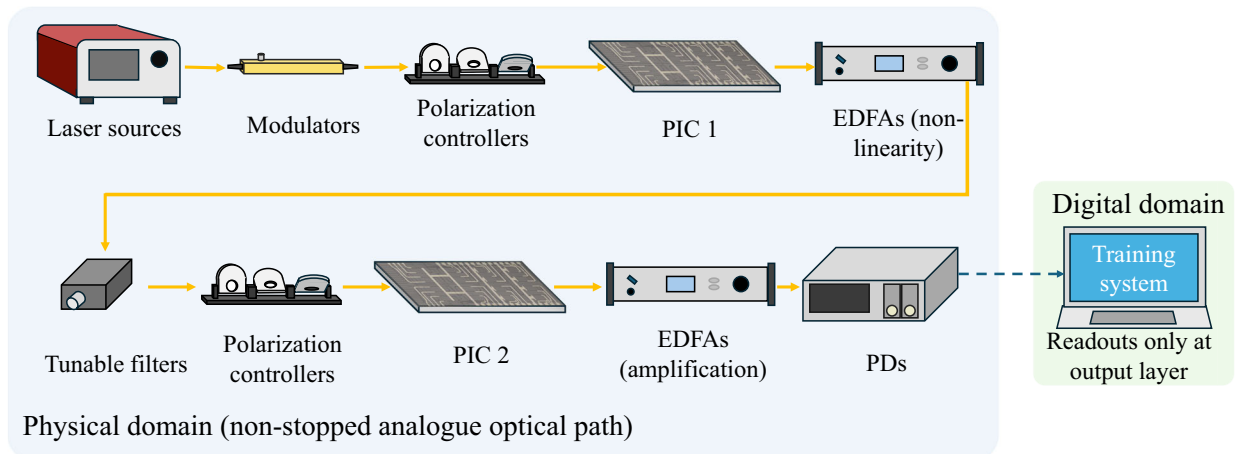 Laser sources
Modulators
Polarization
controllers
PIC 1
EDFAs (non-
linearity)
Digital domain
Training
system
Readouts only at
output layer
Tunable filters
Polarization
controllers
PIC 2
EDFAs
(amplification)
PDs
Physical domain (non-stopped analogue optical path)